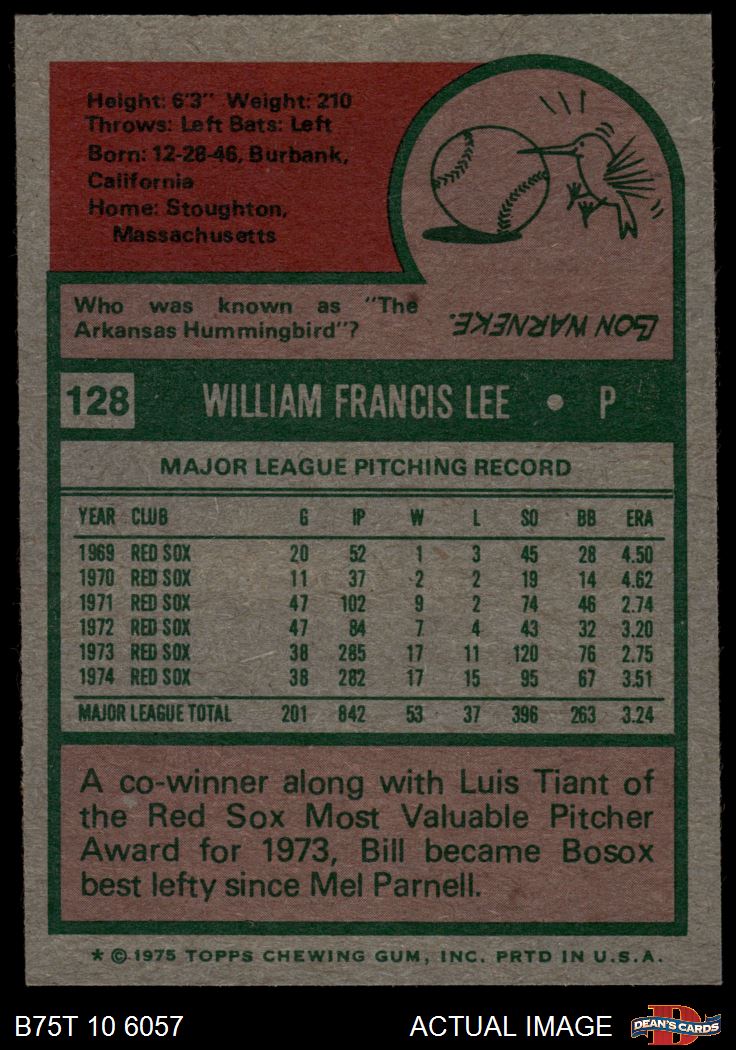 Height: 6'3" Weight: 210
Throws: Left Bats: Left
Born: 12-28-46, Burbank,
California
Home: Stoughton,
Massachusetts
Who was known as "The
Arkansas Hummingbird"?
LON WARNEKE.
128 WILLIAM FRANCIS LEE • P
MAJOR LEAGUE PITCHING RECORD
YEAR CLUB G IP W L SO BB ERA
1969 RED SOX 20 52 1 3 45 28 4.50
1970 RED SOX 11 37 2 2 19 14 4.62
1971 RED SOX 47 102 9 2 74 46 2.74
1972 RED SOX 47 84 7 4 43 32 3.20
1973 RED SOX 38 285 17 11 120 76 2.75
1974 RED SOX 38 282 17 15 95 67 3.51
MAJOR LEAGUE TOTAL 201 842 53 37 396 263 3.24
A co-winner along with Luis Tiant of
the Red Sox Most Valuable Pitcher
Award for 1973, Bill became Bosox
best lefty since Mel Parnell.
* © 1975 TOPPS CHEWING GUM, INC. PRTD IN U.S.A.
B75T 10 6057 ACTUAL IMAGE D DEAN'S CARDS